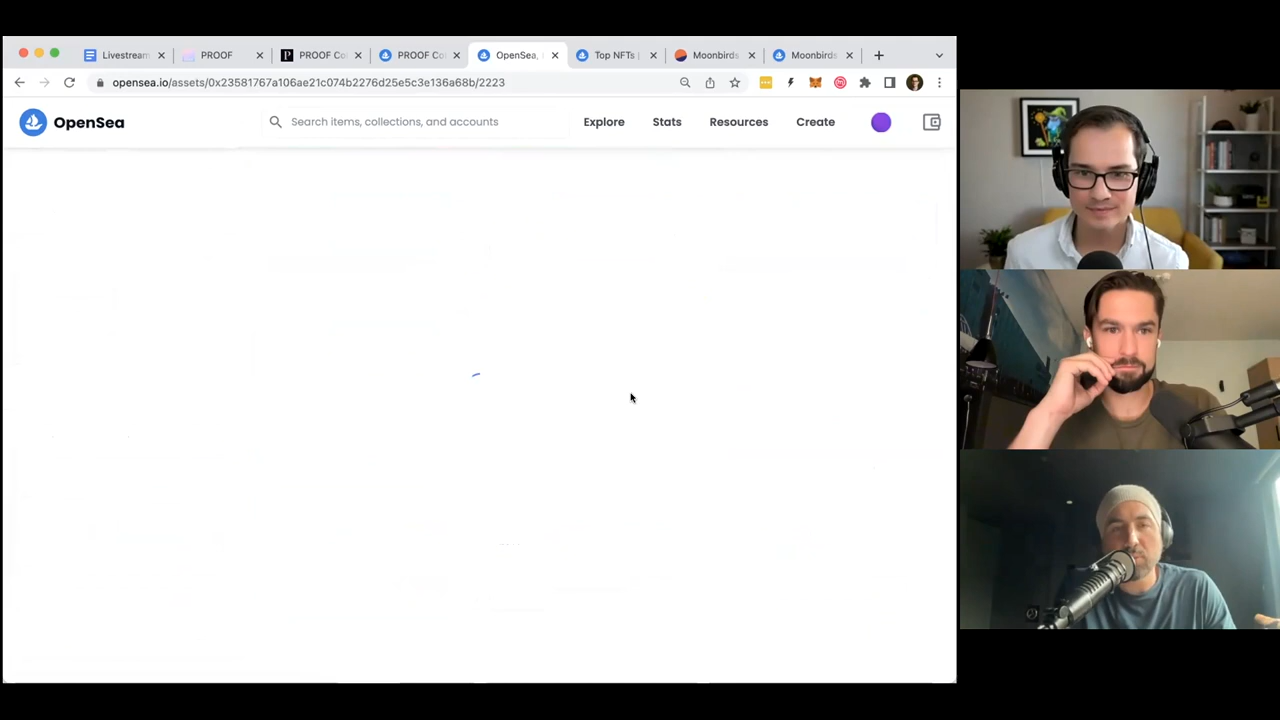 Livestream
PROOF
PROOF Co
PROOF Co
OpenSea,
Top NFTs
Moonbirds
Moonbirds
opensea.io/assets/0x23581767a106ae21c074b2276d25e5c3e136a68b/2223
OpenSea
Search items, collections, and accounts
Explore
Stats
Resources
Create